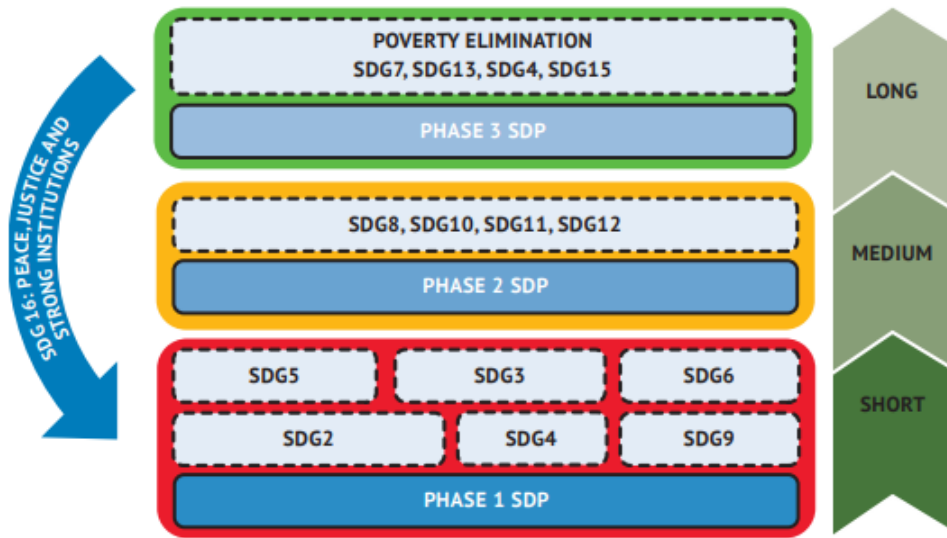 POVERTY ELIMINATION
SDG7, SDG13, SDG4, SDG15
PHASE 3 SDP
SDG8, SDG10, SDG11, SDG12
PHASE 2 SDP
SDG5
SDG3
SDG6
SDG2
SDG4
SDG9
PHASE 1 SDP
SDG 16: PEACE, JUSTICE AND
STRONG INSTITUTIONS
LONG
MEDIUM
SHORT